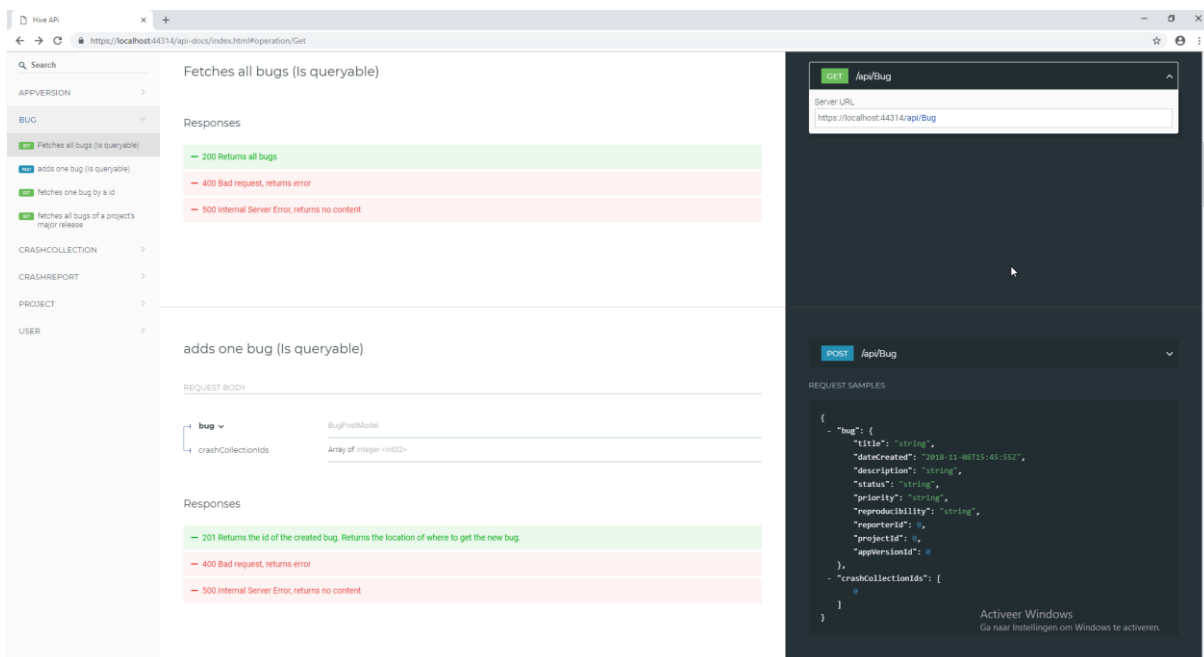 Hive APi
https://localhost:44314/api-docs/index.html#operation/Get
Search
APPVERSION
BUG
GET Fetches all bugs (Is queryable)
POST adds one bug (Is queryable)
GET fetches one bug by a id
GET fetches all bugs of a project's
major release
CRASHCOLLECTION
CRASHREPORT
PROJECT
USER
Fetches all bugs (Is queryable)
Responses
200 Returns all bugs
400 Bad request, returns error
500 Internal Server Error, returns no content
GET /api/Bug
Server URL
https://localhost:44314/api/Bug
adds one bug (Is queryable)
REQUEST BODY
bug BugPostModel
crashCollectionIds Array of integer <int32>
Responses
201 Returns the id of the created bug. Returns the location of where to get the new bug.
400 Bad request, returns error
500 Internal Server Error, returns no content
POST /api/Bug
REQUEST SAMPLES
{
- "bug": {
"title": "string",
"dateCreated": "2018-11-08T15:45:55Z",
"description": "string",
"status": "string",
"priority": "string",
"reproducibility": "string",
"reporterId": 0,
"projectId": 0,
"appVersionId": 0
},
- "crashCollectionIds": [
0
]
}
Activeer Windows
Ga naar Instellingen om Windows te activeren.